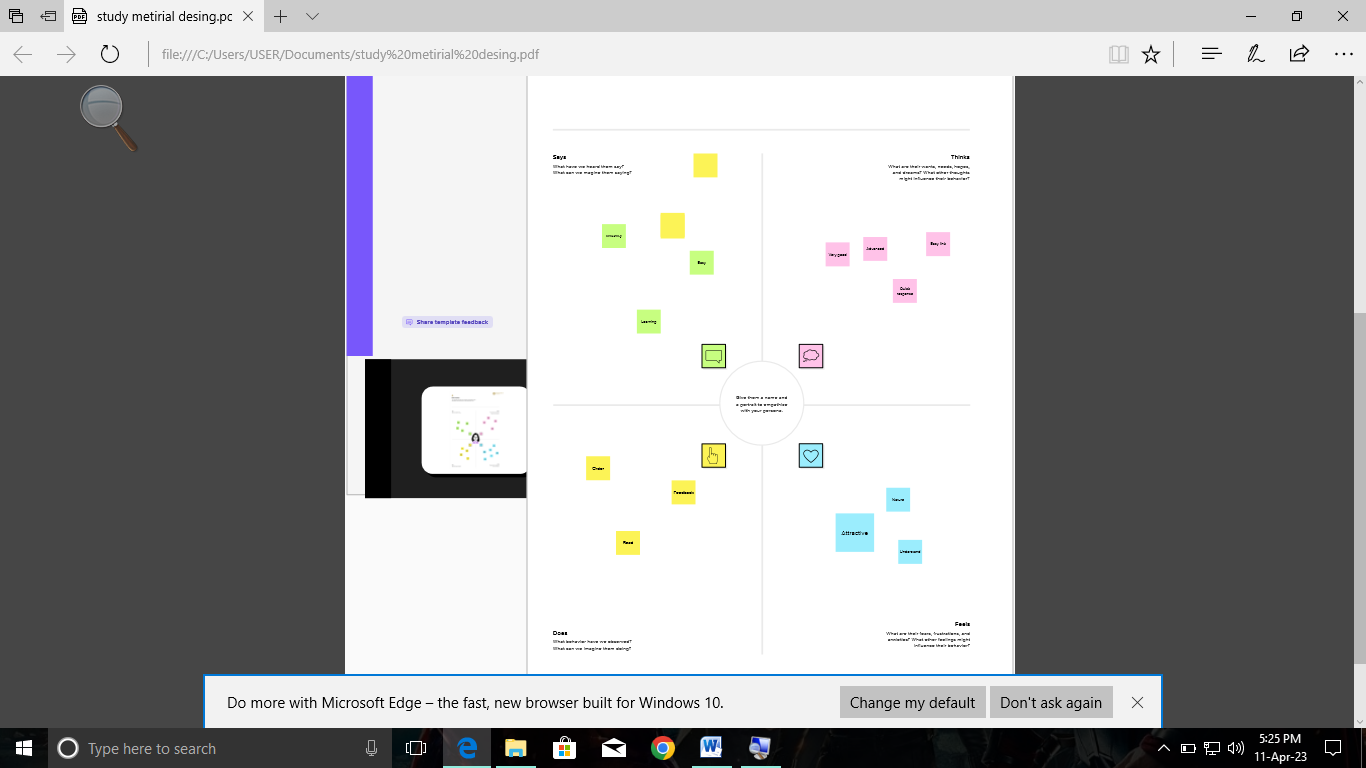 study metirial desing.pc
file:///C:/Users/USER/Documents/study%20metirial%20desing.pdf
Says
What have we heard them say?
What can we imagine them saying?
Thinks
What are their wants, needs, hopes,
and dreams? What other thoughts
might influence their behavior?
Easy
Learning
Very good
Advanced
Easy link
Quick
Share template feedback
Give them a name and
a portrait to empathize
with your persona.
Order
Feedback
Read
Nature
Attractive
Understand
Does
What behavior have we observed?
What can we imagine them doing?
Feels
What are their fears, frustrations, and
anxieties? What other feelings might
influence their behavior?
Do more with Microsoft Edge – the fast, new browser built for Windows 10.
Change my default
Don't ask again
Type here to search
5:25 PM
11-Apr-23